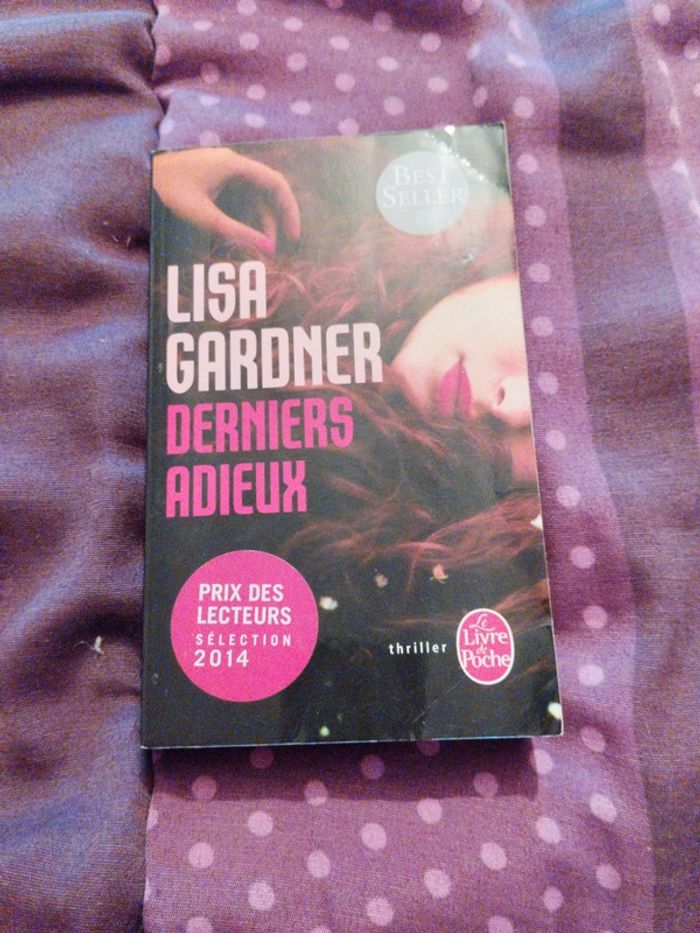 BEST
SELLER
LISA
GARDNER
DERNIERS
ADIEUX
PRIX DES
LECTEURS
SÉLECTION
2014
thriller
Le
Livre
de
Poche